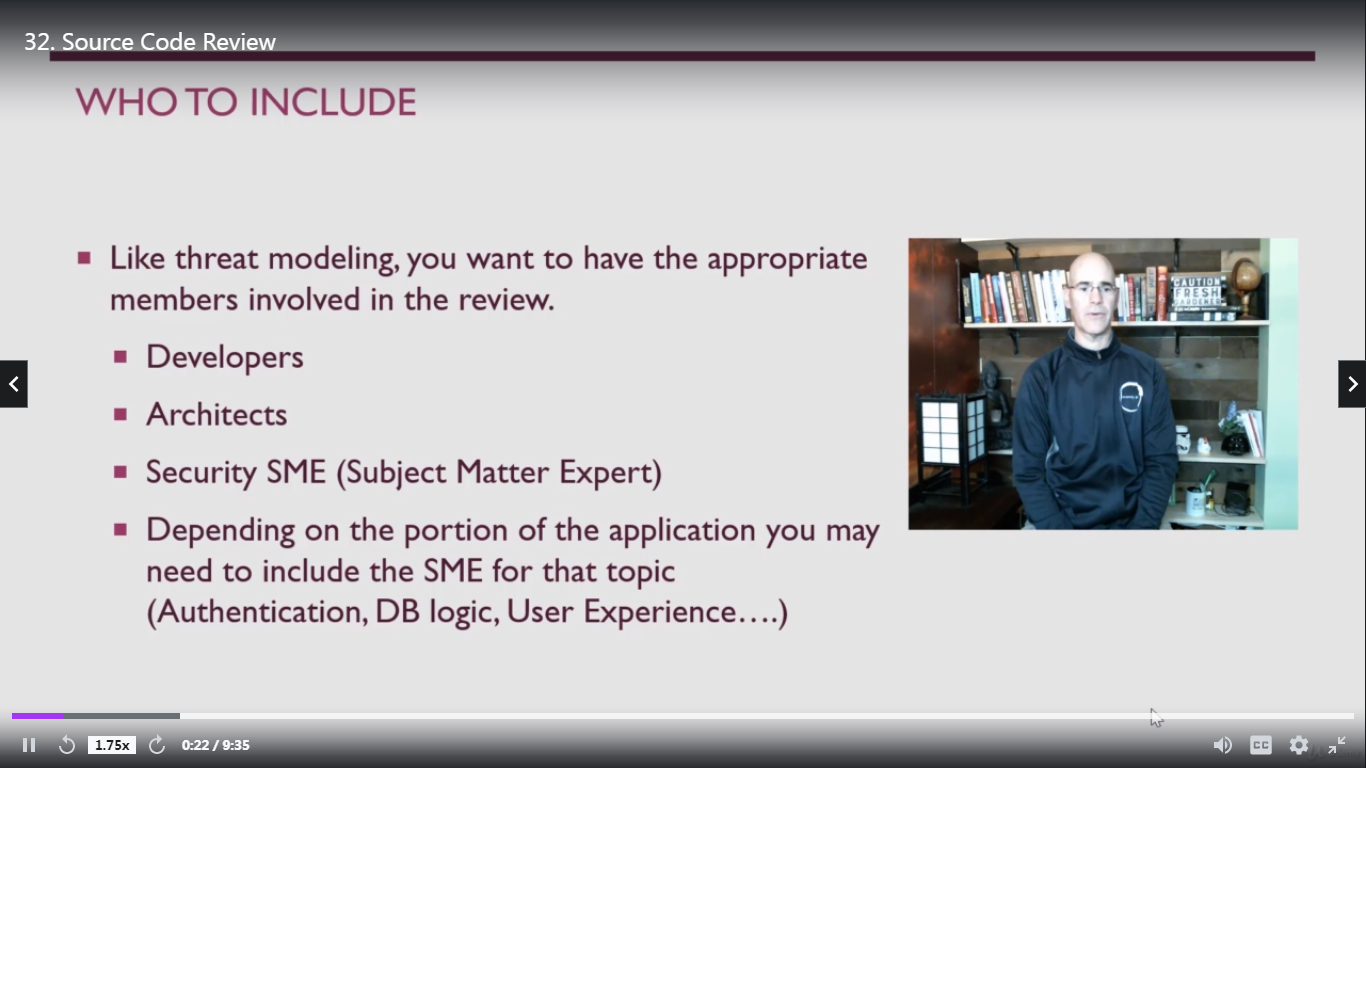 32. Source Code Review
WHO TO INCLUDE
Like threat modeling, you want to have the appropriate
members involved in the review.
Developers
Architects
Security SME (Subject Matter Expert)
Depending on the portion of the application you may
need to include the SME for that topic
(Authentication, DB logic, User Experience….)
CAUTION
FRESH
GARDENER
1.75x
0:22 / 9:35
CC